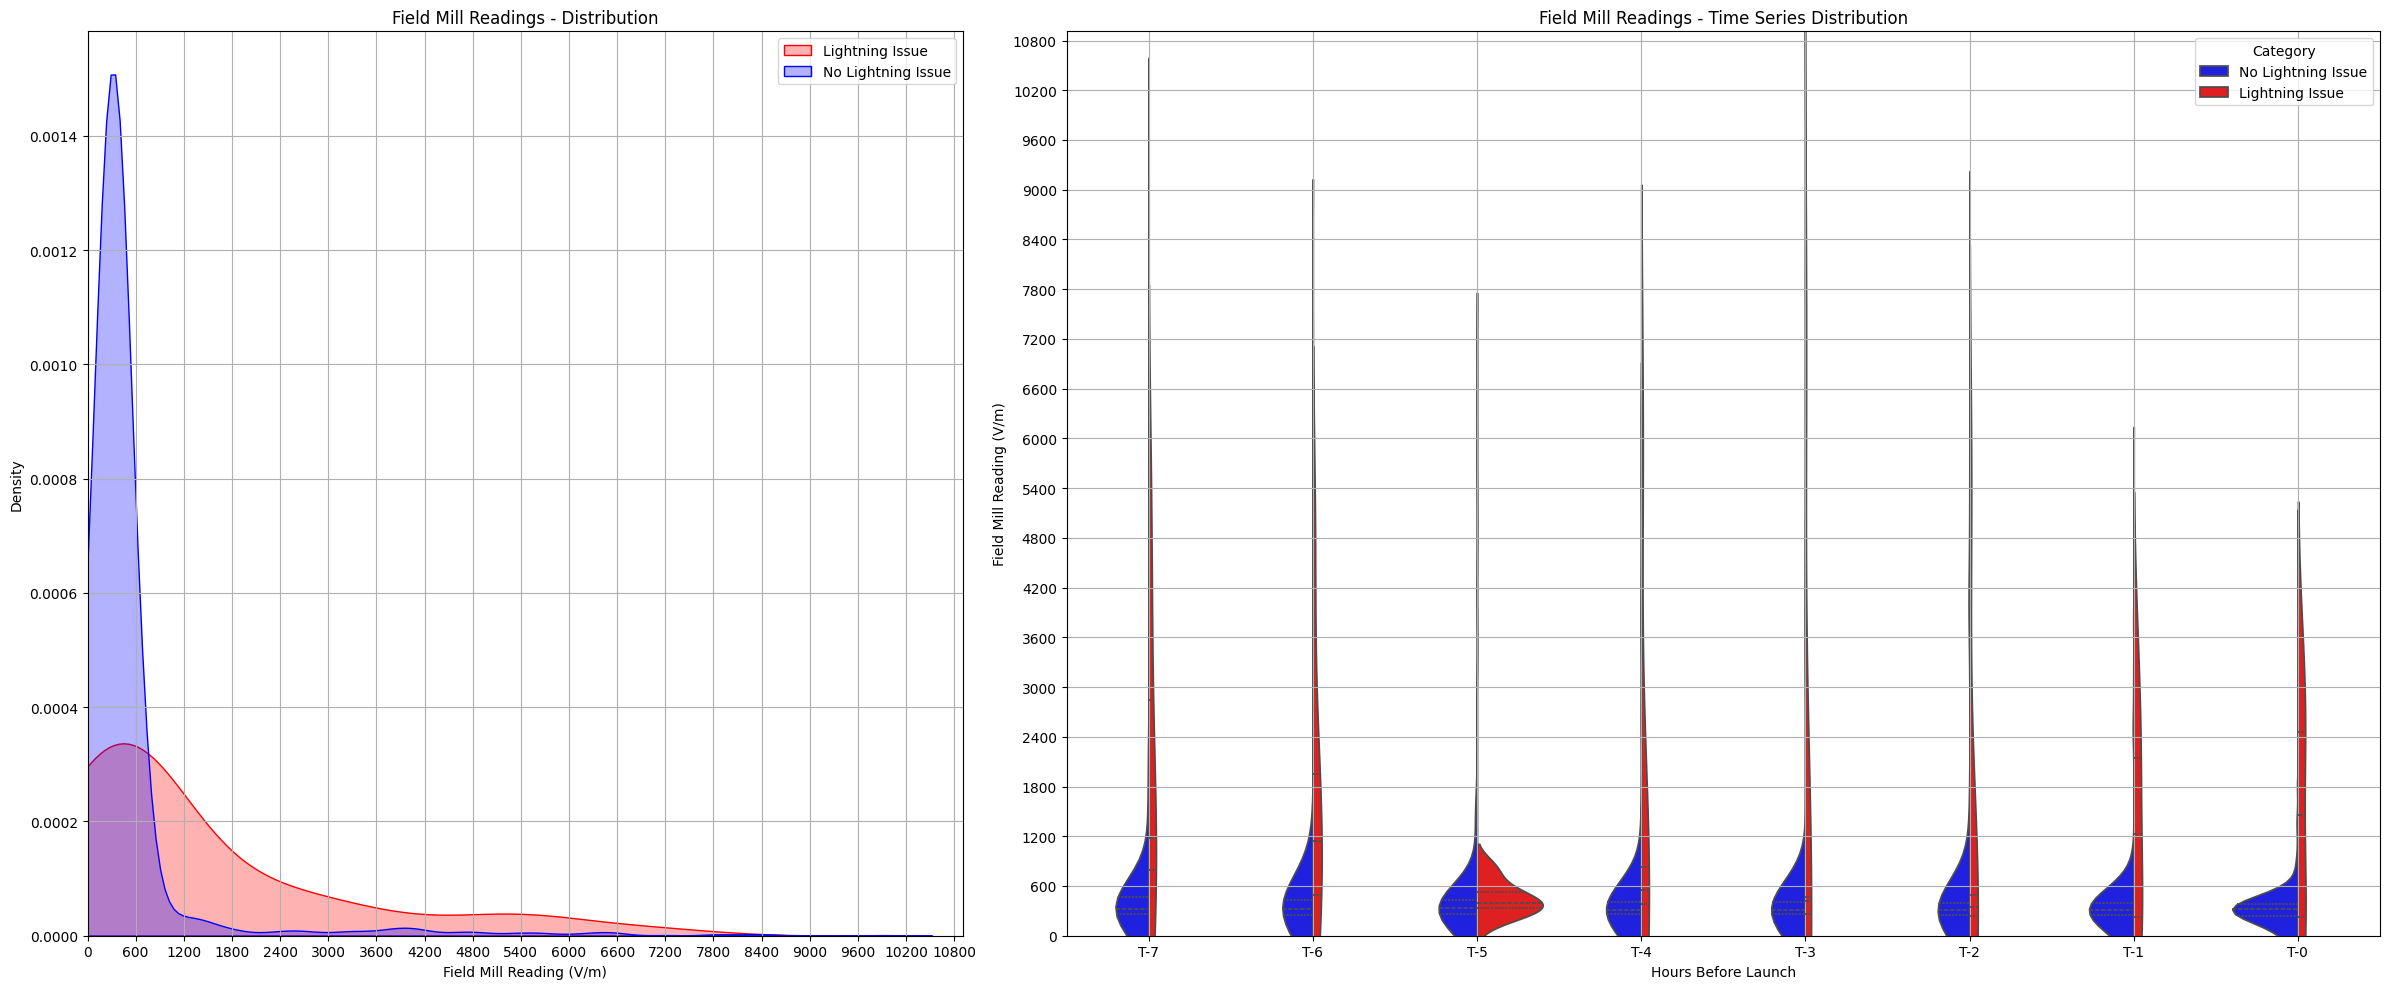 Field Mill Readings - Distribution
Lightning Issue
No Lightning Issue
Density
0.0014
0.0012
0.0010
0.0008
0.0006
0.0004
0.0002
0.0000
0 600 1200 1800 2400 3000 3600 4200 4800 5400 6000 6600 7200 7800 8400 9000 9600 10200 10800
Field Mill Reading (V/m)
Field Mill Readings - Time Series Distribution
Category
No Lightning Issue
Lightning Issue
Field Mill Reading (V/m)
10800
10200
9600
9000
8400
7800
7200
6600
6000
5400
4800
4200
3600
3000
2400
1800
1200
600
0
T-7 T-6 T-5 T-4 T-3 T-2 T-1 T-0
Hours Before Launch